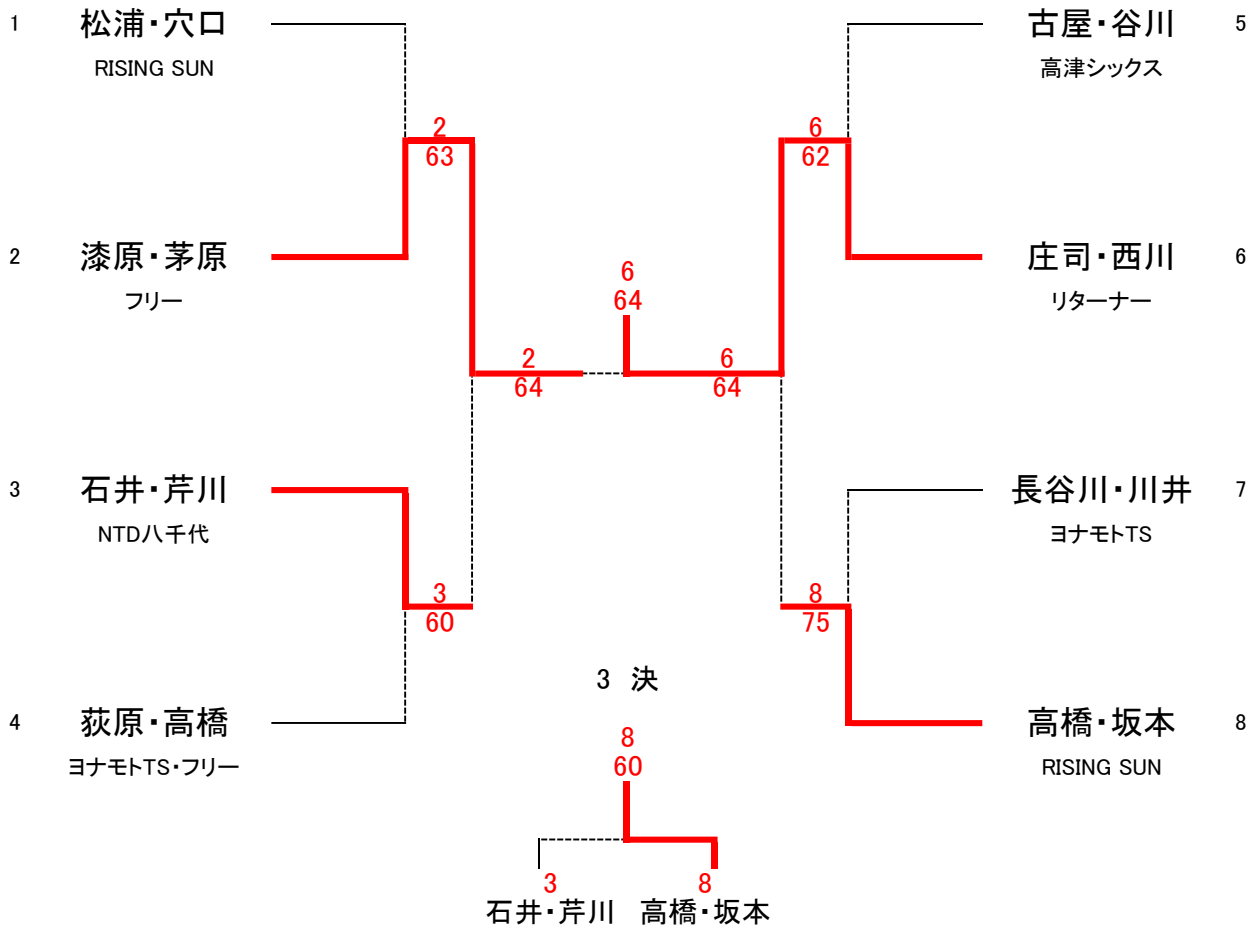 1 松浦・穴口
RISING SUN
古屋・谷川 5
高津シックス
2
63
6
62
2 漆原・茅原
フリー
庄司・西川 6
リターナー
6
64
2
64
6
64
3 石井・芹川
NTD八千代
長谷川・川井 7
ヨナモトTS
3
60
8
75
3 決
4 荻原・高橋
ヨナモトTS・フリー
高橋・坂本 8
RISING SUN
8
60
3 8
石井・芹川 高橋・坂本